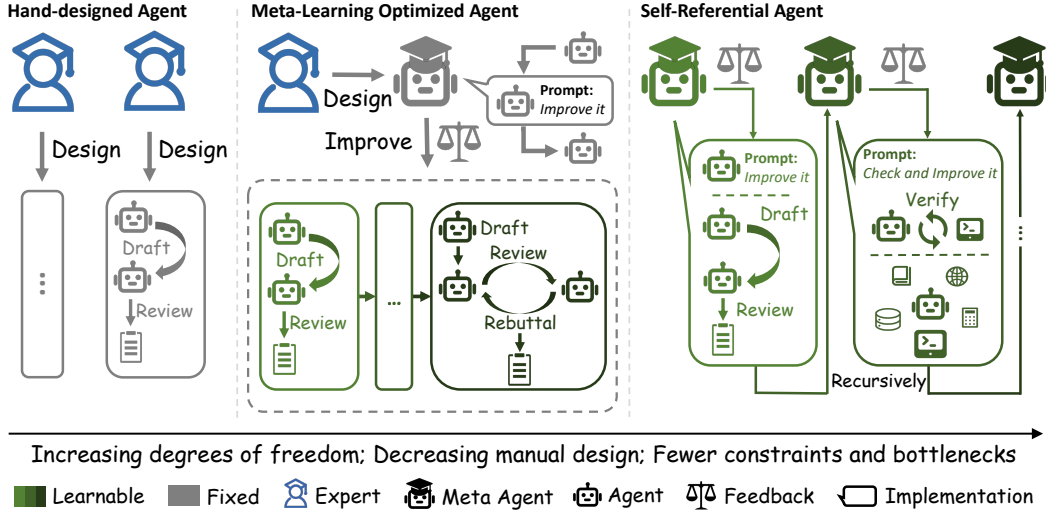 Hand-designed Agent
Design
Design
...
Draft
Review
Meta-Learning Optimized Agent
Design
Prompt:
Improve it
Improve
Draft
Review
...
Draft
Review
Rebuttal
Self-Referential Agent
Prompt:
Improve it
Draft
Review
Prompt:
Check and Improve it
Verify
...
Recursively
Increasing degrees of freedom; Decreasing manual design; Fewer constraints and bottlenecks
Learnable Fixed Expert Meta Agent Agent Feedback Implementation